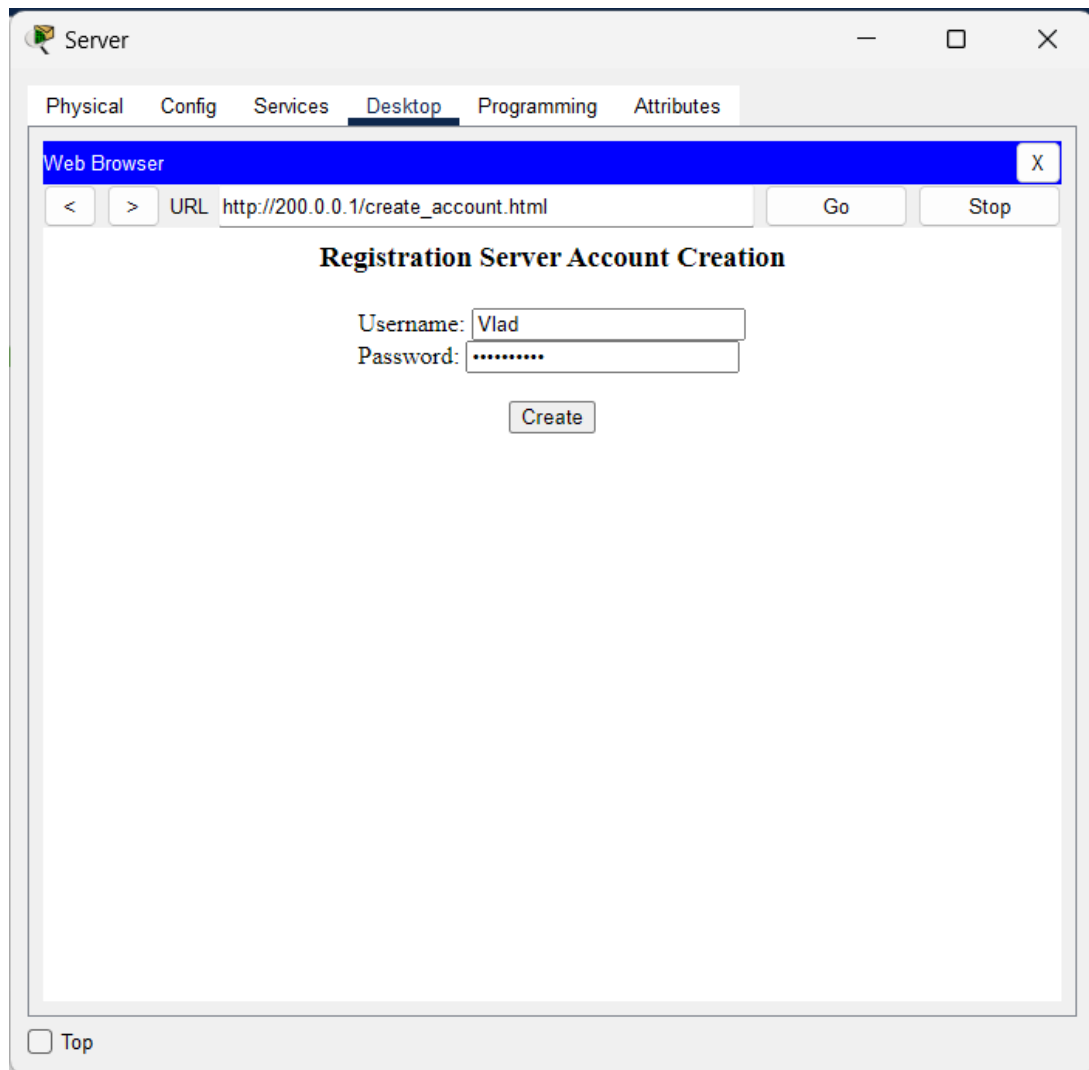 Server
Physical Config Services Desktop Programming Attributes
Web Browser X
< > URL http://200.0.0.1/create_account.html Go Stop
Registration Server Account Creation
Username: Vlad
Password: ••••••••••
Create
Top